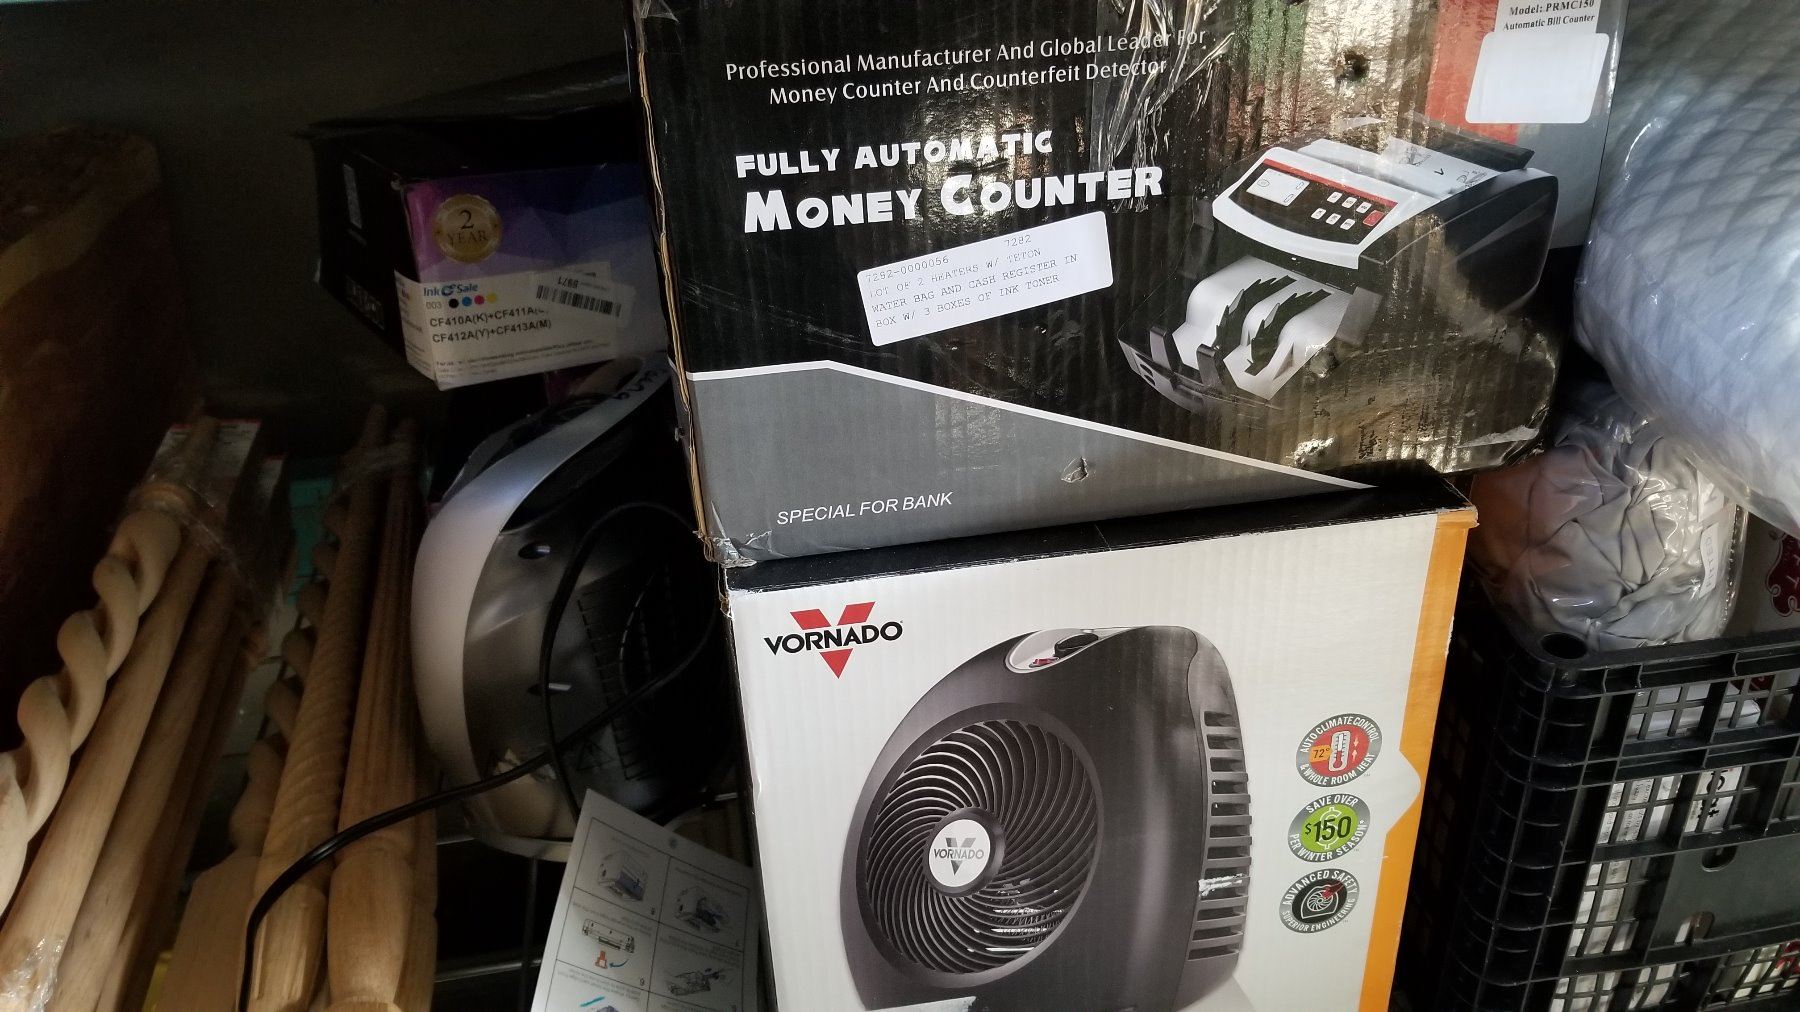 Model: PRMC150
Automatic Bill Counter
Professional Manufacturer And Global Leader For
Money Counter And Counterfeit Detector
FULLY AUTOMATIC
MONEY COUNTER
7292
7292-0000056
LOT OF 2 HEATERS W/ TETON
WATER BAG AND CASH REGISTER IN
BOX W/ 3 BOXES OF INK TONER
SPECIAL FOR BANK
2
YEAR
Ink Sale
003
CF410A(K)+CF411A(C)
CF412A(Y)+CF413A(M)
8971
VORNADO
VORNADO
AUTO CLIMATE CONTROL
72°
& WHOLE ROOM HEAT
SAVE OVER
$150
PER WINTER SEASON*
ADVANCED SAFETY
SUPERIOR ENGINEERING